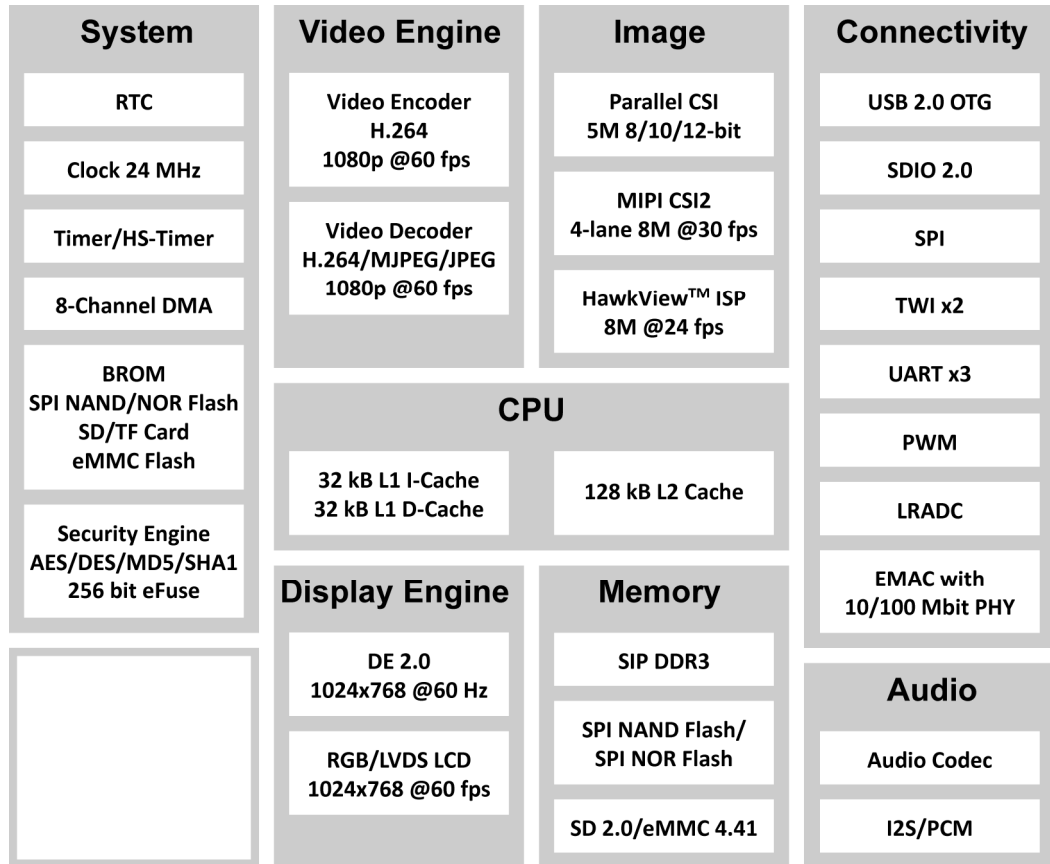 System
RTC
Clock 24 MHz
Timer/HS-Timer
8-Channel DMA
BROM
SPI NAND/NOR Flash
SD/TF Card
eMMC Flash
Security Engine
AES/DES/MD5/SHA1
256 bit eFuse
Video Engine
Video Encoder
H.264
1080p @60 fps
Video Decoder
H.264/MJPEG/JPEG
1080p @60 fps
Image
Parallel CSI
5M 8/10/12-bit
MIPI CSI2
4-lane 8M @30 fps
HawkView™ ISP
8M @24 fps
CPU
32 kB L1 I-Cache
32 kB L1 D-Cache
128 kB L2 Cache
Display Engine
DE 2.0
1024x768 @60 Hz
RGB/LVDS LCD
1024x768 @60 fps
Memory
SIP DDR3
SPI NAND Flash/
SPI NOR Flash
SD 2.0/eMMC 4.41
Connectivity
USB 2.0 OTG
SDIO 2.0
SPI
TWI x2
UART x3
PWM
LRADC
EMAC with
10/100 Mbit PHY
Audio
Audio Codec
I2S/PCM